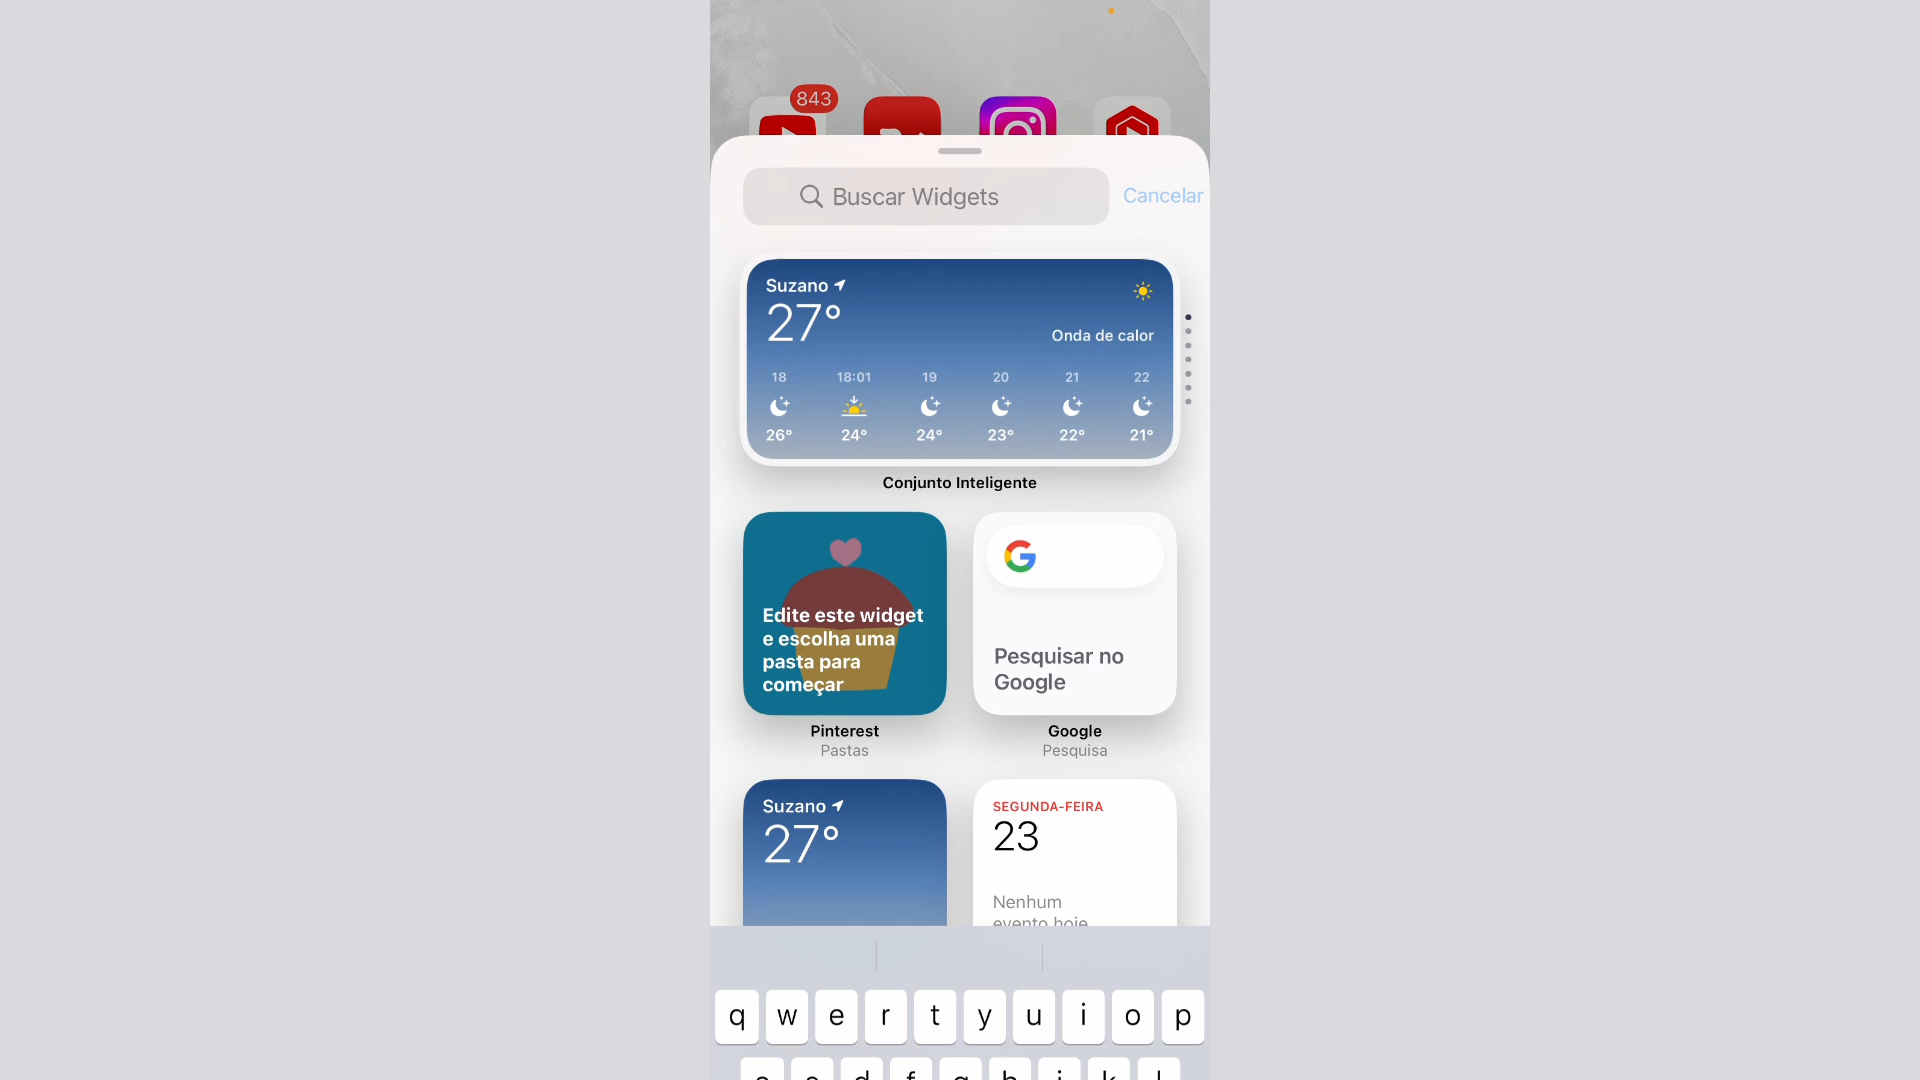 843
Buscar Widgets
Cancelar
Suzano
27°
Onda de calor
18 18:01 19 20 21 22
26° 24° 24° 23° 22° 21°
Conjunto Inteligente
Edite este widget
e escolha uma
pasta para
começar
Pinterest
Pastas
Pesquisar no
Google
Google
Pesquisa
Suzano
27°
SEGUNDA-FEIRA
23
Nenhum
evento hoje
q w e r t y u i o p
a s d f g h j k l